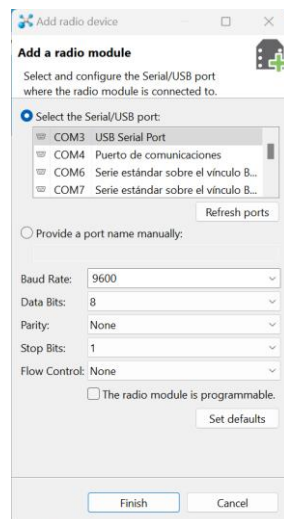 Add radio device
Add a radio module
Select and configure the Serial/USB port
where the radio module is connected to.
Select the Serial/USB port:
COM3 USB Serial Port
COM4 Puerto de comunicaciones
COM6 Serie estándar sobre el vínculo B...
COM7 Serie estándar sobre el vínculo B...
Refresh ports
Provide a port name manually:
Baud Rate: 9600
Data Bits: 8
Parity: None
Stop Bits: 1
Flow Control: None
The radio module is programmable.
Set defaults
Finish Cancel